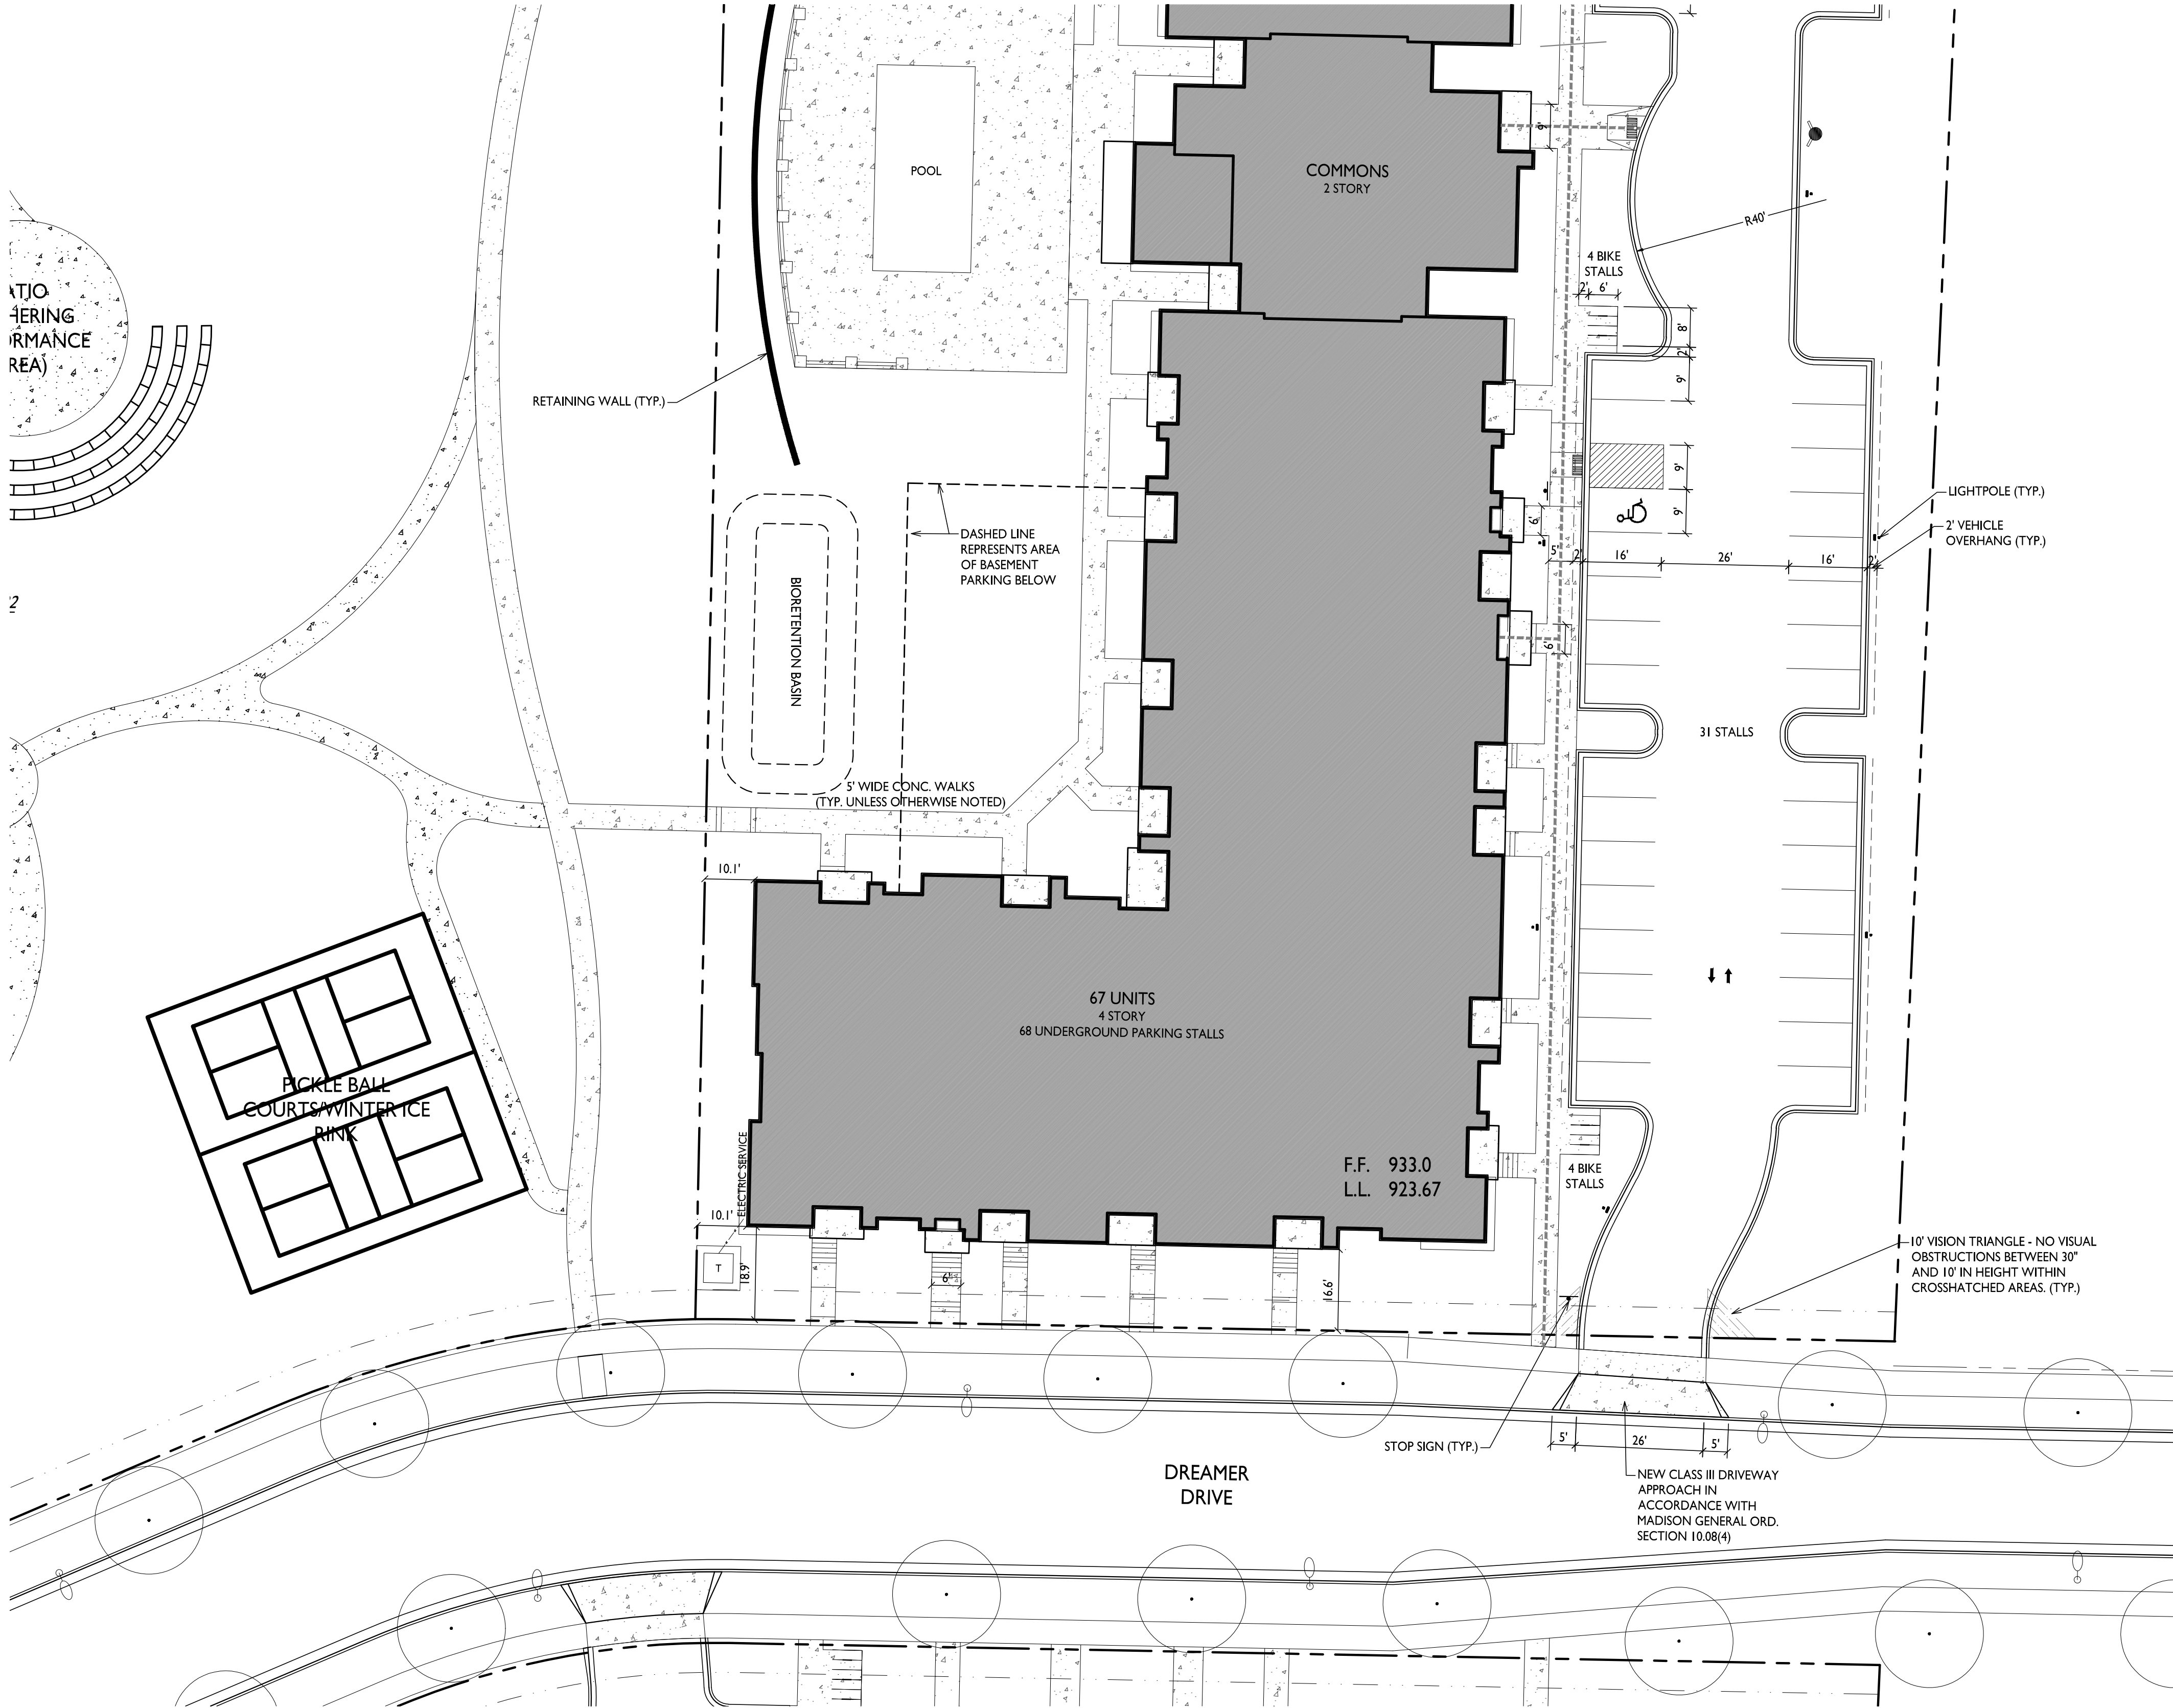 POOL
COMMONS
2 STORY
9'
R40'
4 BIKE
STALLS
2'
6'
8'
2'
9'
ATIO
HERING
ORMANCE
REA)
RETAINING WALL (TYP.)
9'
9'
LIGHTPOLE (TYP.)
2' VEHICLE
OVERHANG (TYP.)
DASHED LINE
REPRESENTS AREA
OF BASEMENT
PARKING BELOW
6'
5'
2'
16'
26'
16'
2'
BIORETENTION BASIN
2
6'
31 STALLS
5' WIDE CONC. WALKS
(TYP. UNLESS OTHERWISE NOTED)
10.1'
67 UNITS
4 STORY
68 UNDERGROUND PARKING STALLS
PICKLE BALL
COURTS/WINTER ICE
RINK
ELECTRIC SERVICE
F.F. 933.0
L.L. 923.67
4 BIKE
STALLS
10.1'
T
18.9'
6'
16.6'
10' VISION TRIANGLE - NO VISUAL
OBSTRUCTIONS BETWEEN 30"
AND 10' IN HEIGHT WITHIN
CROSSHATCHED AREAS. (TYP.)
STOP SIGN (TYP.)
5'
26'
5'
DREAMER
DRIVE
NEW CLASS III DRIVEWAY
APPROACH IN
ACCORDANCE WITH
MADISON GENERAL ORD.
SECTION 10.08(4)